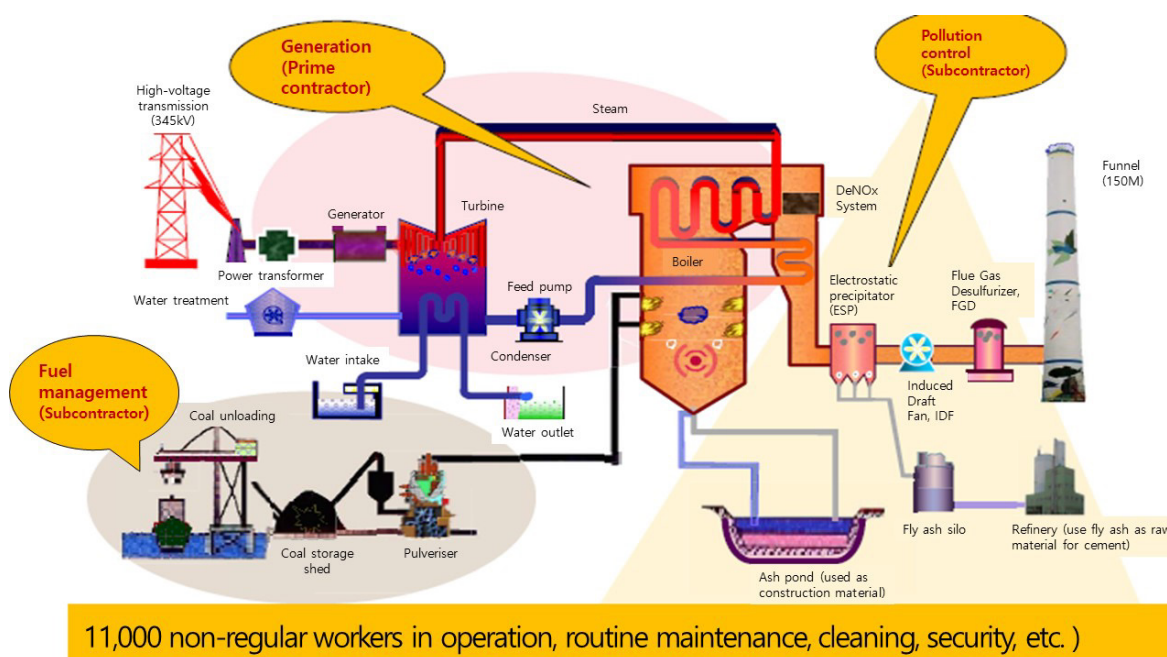 Generation
(Prime
contractor)
Pollution
control
(Subcontractor)
High-voltage
transmission
(345kV)
Steam
Funnel
(150M)
DeNOx
System
Generator
Turbine
Boiler
Power transformer
Electrostatic
precipitator
(ESP)
Flue Gas
Desulfurizer,
FGD
Feed pump
Water treatment
Condenser
Water intake
Induced
Draft
Fan, IDF
Fuel
management
(Subcontractor)
Coal unloading
Water outlet
Coal storage
shed
Pulveriser
Fly ash silo
Refinery (use fly ash as raw
material for cement)
Ash pond (used as
construction material)
11,000 non-regular workers in operation, routine maintenance, cleaning, security, etc. )